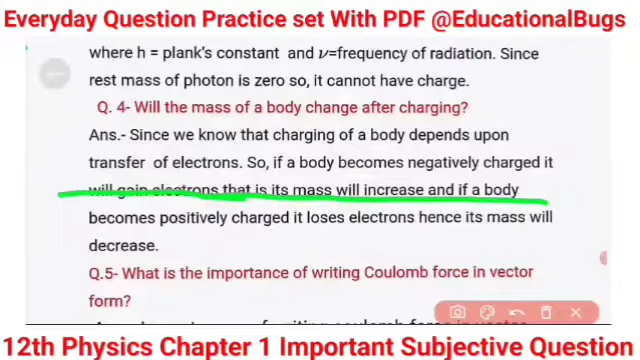 Everyday Question Practice set With PDF @EducationalBugs
where h = plank's constant and ν=frequency of radiation. Since
rest mass of photon is zero so, it cannot have charge.
Q. 4- Will the mass of a body change after charging?
Ans.- Since we know that charging of a body depends upon
transfer of electrons. So, if a body becomes negatively charged it
will gain electrons that is its mass will increase and if a body
becomes positively charged it loses electrons hence its mass will
decrease.
Q.5- What is the importance of writing Coulomb force in vector
form?
12th Physics Chapter 1 Important Subjective Question